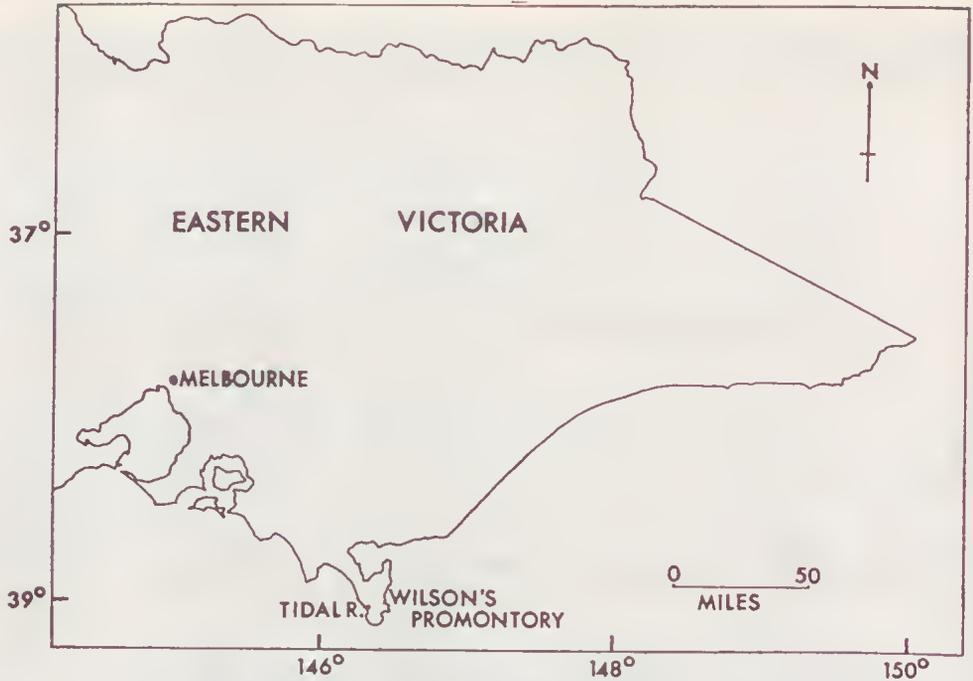 N
EASTERN VICTORIA
37°
•MELBOURNE
0 50
MILES
39°
WILSON'S
TIDAL R.
PROMONTORY
146° 148° 150°